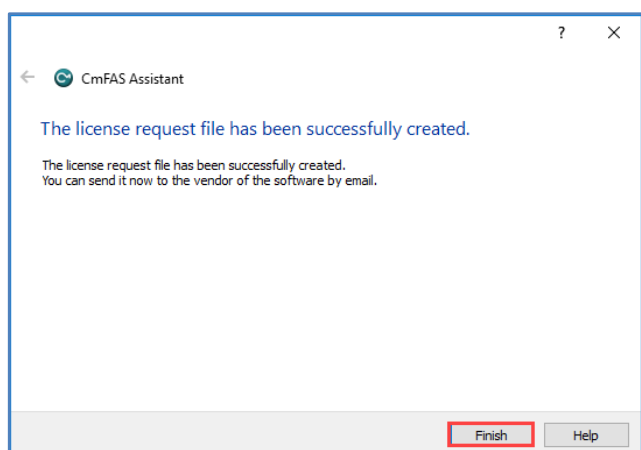 ?
CmFAS Assistant
The license request file has been successfully created.
The license request file has been successfully created.
You can send it now to the vendor of the software by email.
Finish
Help